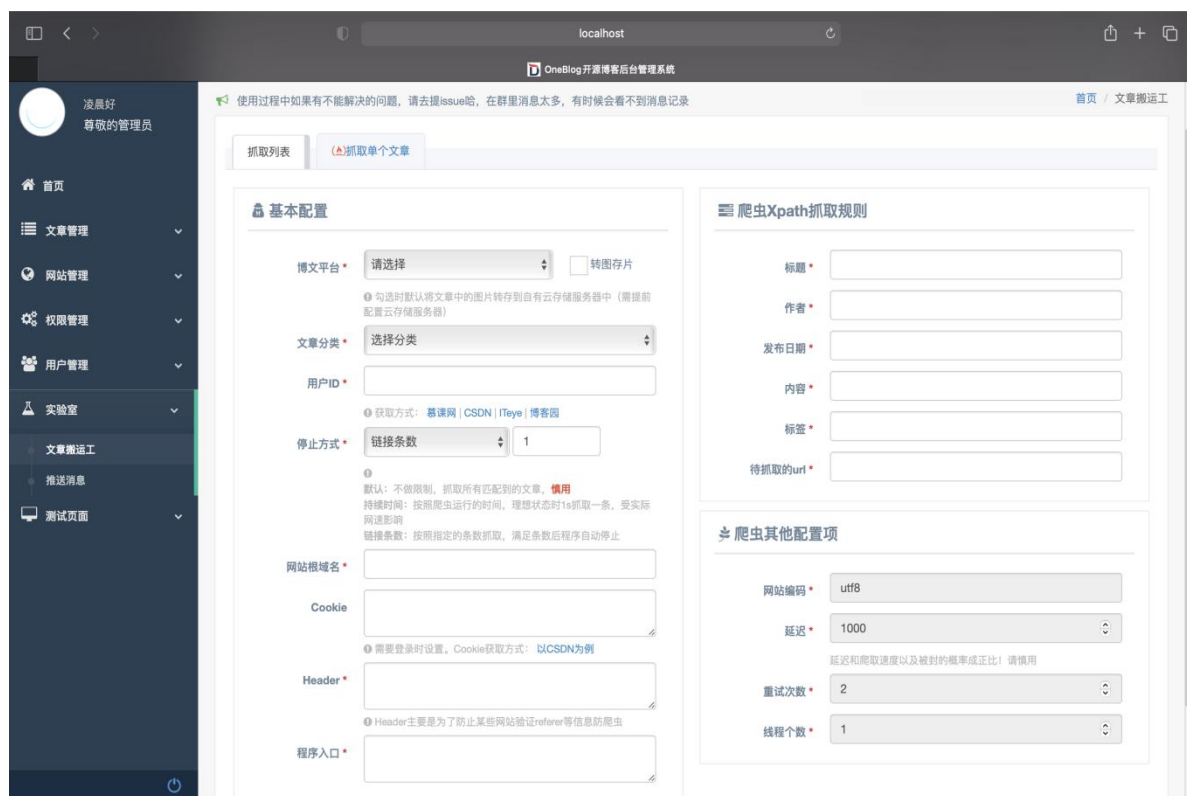 localhost
OneBlog开源博客后台管理系统
凌晨好
尊敬的管理员
使用过程中如果有不能解决的问题，请去提issue哈，在群里消息太多，有时候会看不到消息记录
首页 / 文章搬运工
首页
文章管理
网站管理
权限管理
用户管理
实验室
文章搬运工
推送消息
测试页面
抓取列表
抓取单个文章
基本配置
博文平台*
请选择
转图存片
勾选时默认将文章中的图片转存到自有云存储服务器中（需提前
配置云存储服务器）
文章分类*
选择分类
用户ID*
获取方式： 慕课网 | CSDN | ITeye | 博客园
停止方式*
链接条数
1
默认：不做限制，抓取所有匹配到的文章，慎用
持续时间：按照爬虫运行的时间，理想状态时1s抓取一条，受实际
网速影响
链接条数：按照指定的条数抓取，满足条数后程序自动停止
网站根域名*
Cookie
需要登录时设置。Cookie获取方式： 以CSDN为例
Header*
Header主要是为了防止某些网站验证referer等信息防爬虫
程序入口*
爬虫Xpath抓取规则
标题*
作者*
发布日期*
内容*
标签*
待抓取的url*
爬虫其他配置项
网站编码*
utf8
延迟*
1000
延迟和爬取速度以及被封的概率成正比！请慎用
重试次数*
2
线程个数*
1